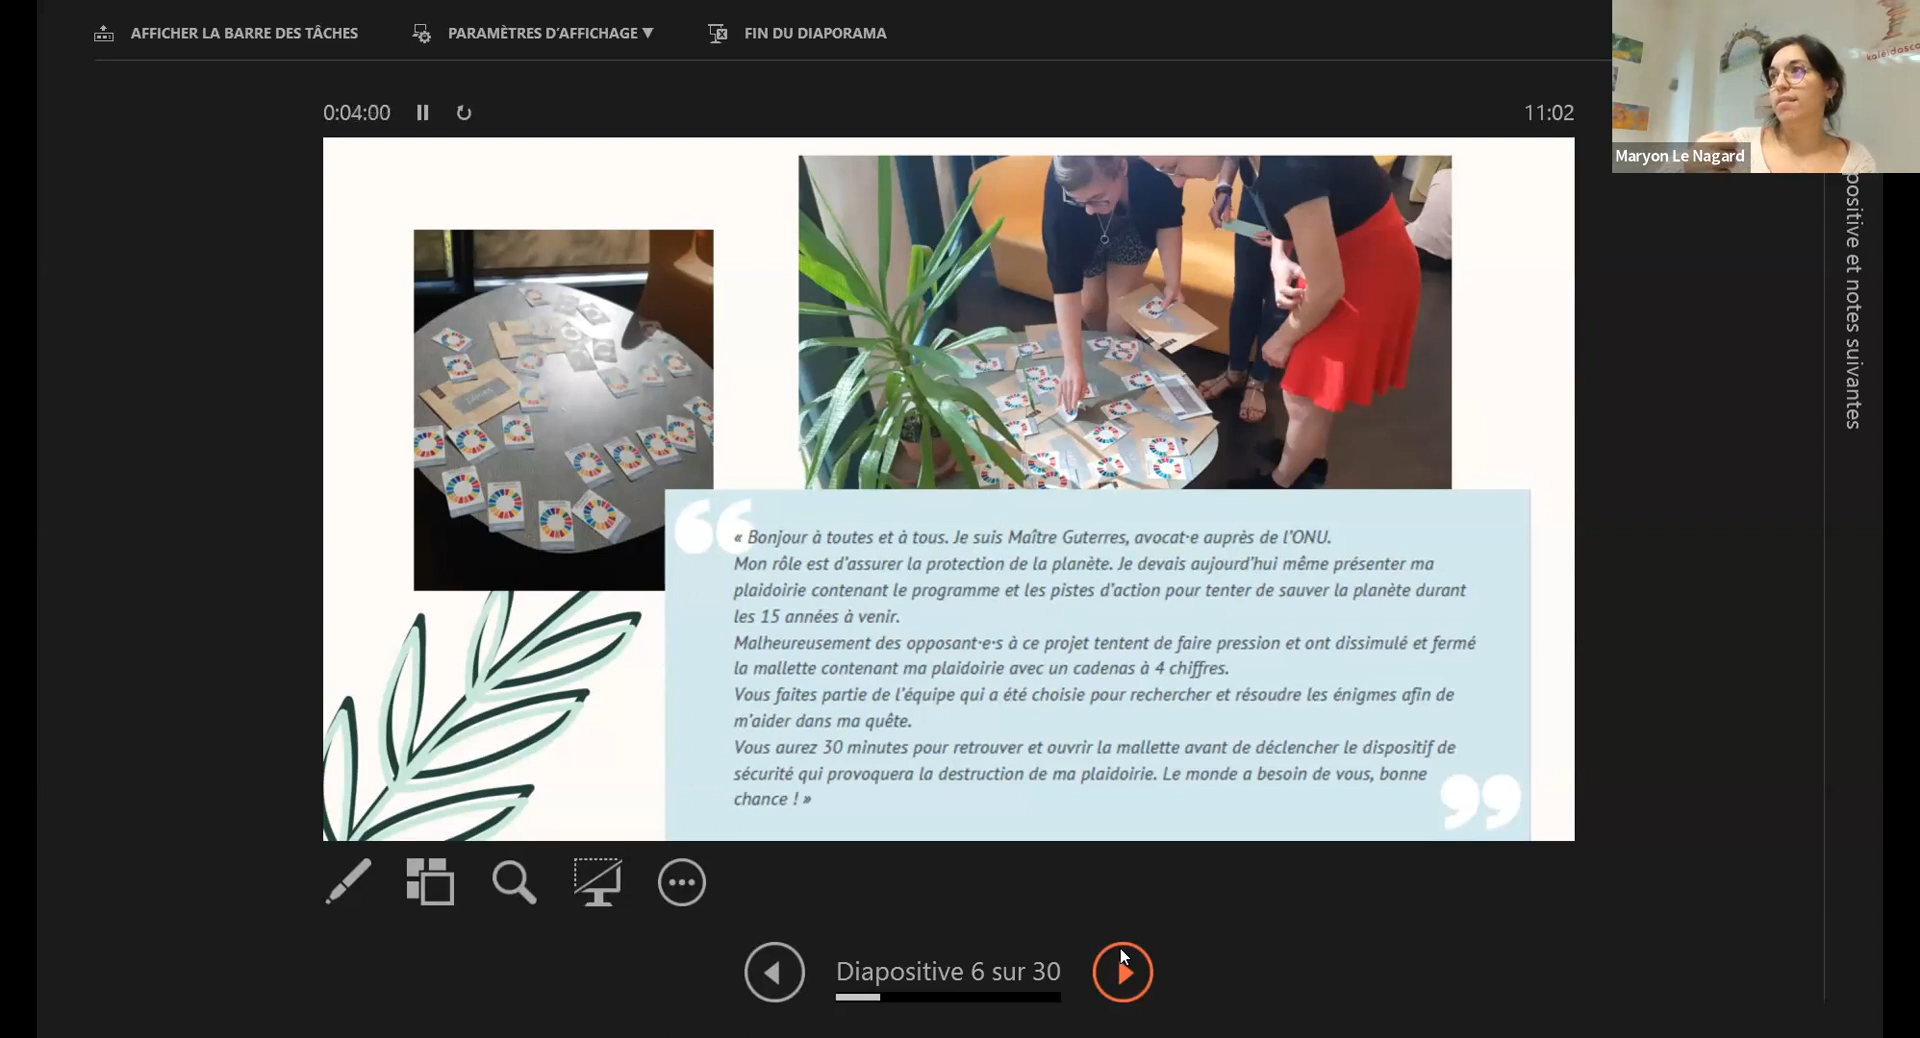 AFFICHER LA BARRE DES TÂCHES
PARAMÈTRES D'AFFICHAGE ▼
FIN DU DIAPORAMA
0:04:00
11:02
Maryon Le Nagard
« Bonjour à toutes et à tous. Je suis Maître Guterres, avocat·e auprès de l'ONU.
Mon rôle est d'assurer la protection de la planète. Je devais aujourd'hui même présenter ma
plaidoirie contenant le programme et les pistes d'action pour tenter de sauver la planète durant
les 15 années à venir.
Malheureusement des opposant·e·s à ce projet tentent de faire pression et ont dissimulé et fermé
la mallette contenant ma plaidoirie avec un cadenas à 4 chiffres.
Vous faites partie de l'équipe qui a été choisie pour rechercher et résoudre les énigmes afin de
m'aider dans ma quête.
Vous aurez 30 minutes pour retrouver et ouvrir la mallette avant de déclencher le dispositif de
sécurité qui provoquera la destruction de ma plaidoirie. Le monde a besoin de vous, bonne
chance ! »
Diapositive 6 sur 30
et notes suivantes